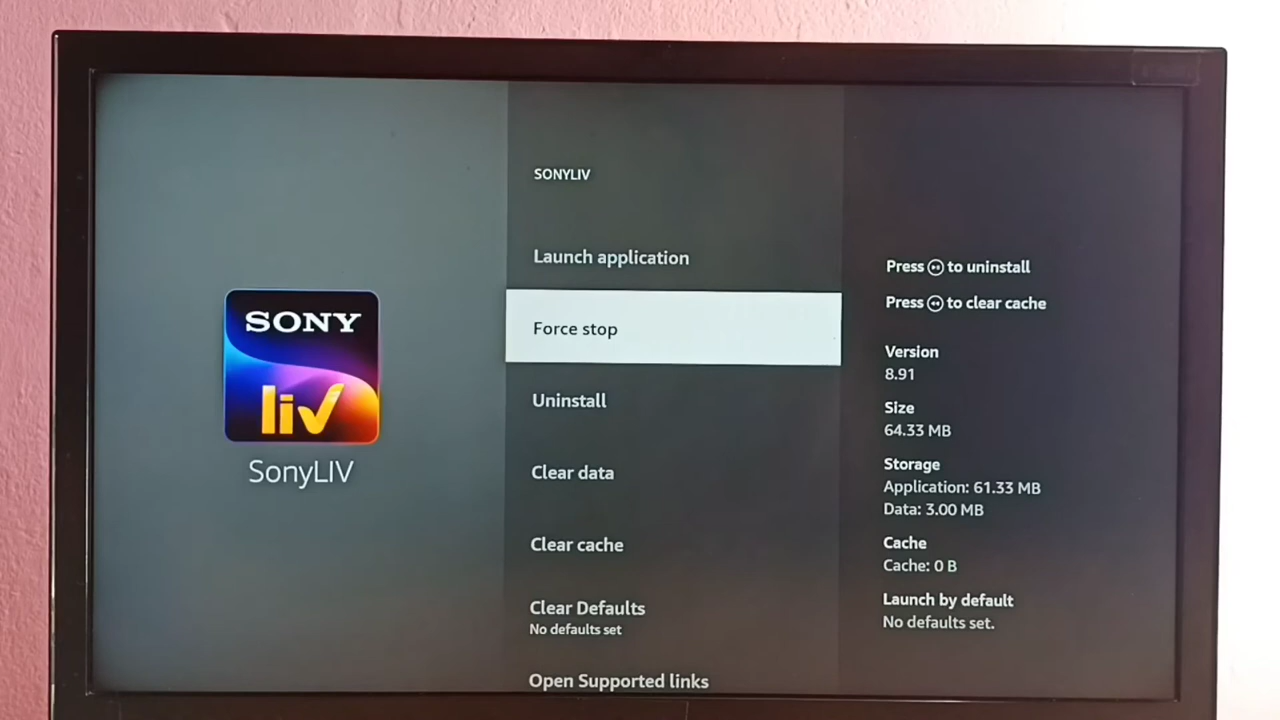 SONYLIV
Launch application
Force stop
Uninstall
Clear data
Clear cache
Clear Defaults
No defaults set
Open Supported links
SONY
liv
SonyLIV
Press to uninstall
Press to clear cache
Version
8.91
Size
64.33 MB
Storage
Application: 61.33 MB
Data: 3.00 MB
Cache
Cache: 0 B
Launch by default
No defaults set.